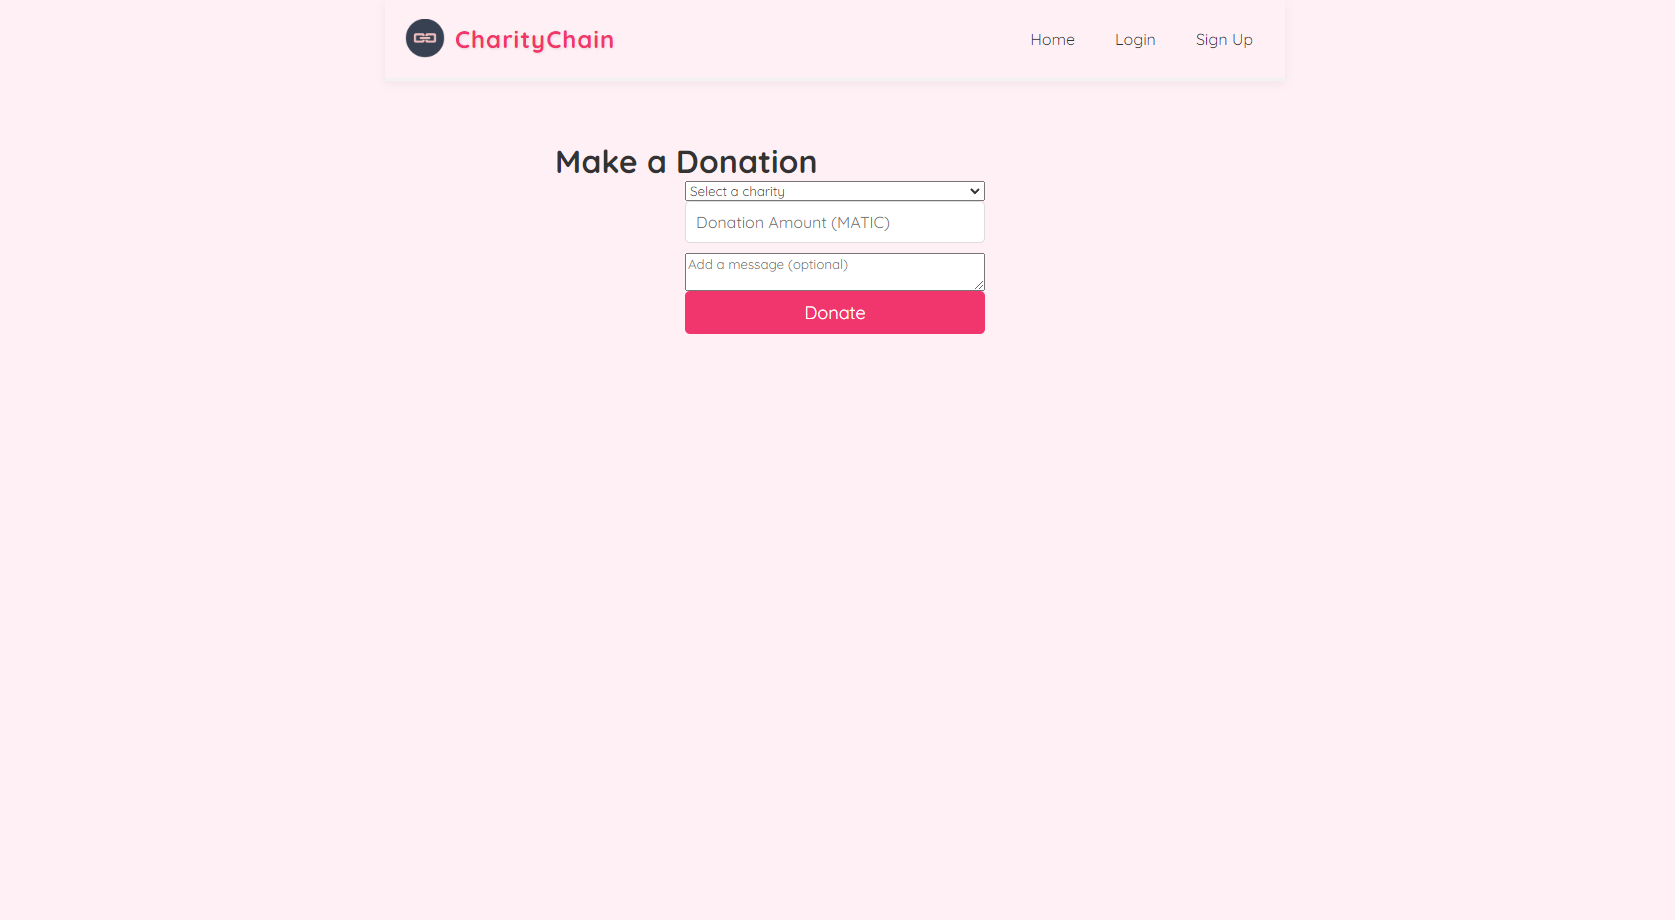 CharityChain
Home
Login
Sign Up
Make a Donation
Select a charity
Donation Amount (MATIC)
Add a message (optional)
Donate